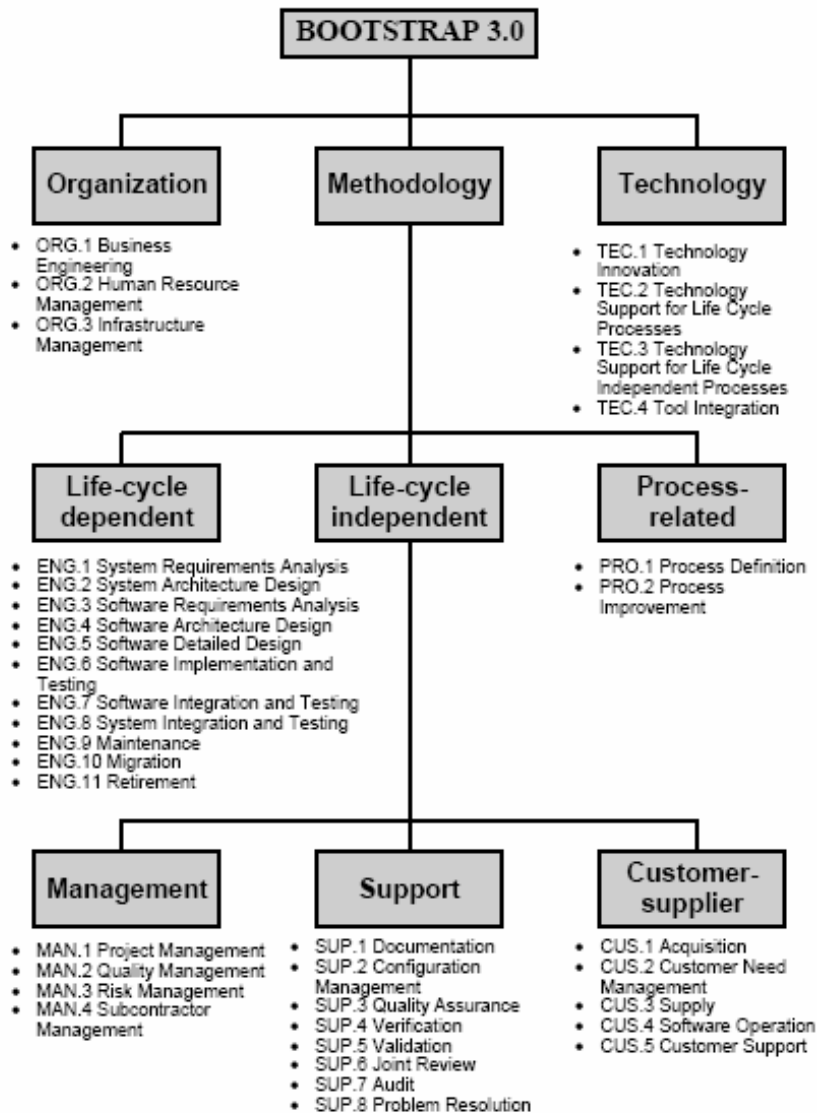 BOOTSTRAP 3.0
Organization
Methodology
Technology
• ORG.1 Business
Engineering
• ORG.2 Human Resource
Management
• ORG.3 Infrastructure
Management
• TEC.1 Technology
Innovation
• TEC.2 Technology
Support for Life Cycle
Processes
• TEC.3 Technology
Support for Life Cycle
Independent Processes
• TEC.4 Tool Integration
Life-cycle
dependent
Life-cycle
independent
Process-
related
• ENG.1 System Requirements Analysis
• ENG.2 System Architecture Design
• ENG.3 Software Requirements Analysis
• ENG.4 Software Architecture Design
• ENG.5 Software Detailed Design
• ENG.6 Software Implementation and
Testing
• ENG.7 Software Integration and Testing
• ENG.8 System Integration and Testing
• ENG.9 Maintenance
• ENG.10 Migration
• ENG.11 Retirement
• PRO.1 Process Definition
• PRO.2 Process
Improvement
Management
Support
Customer-
supplier
• MAN.1 Project Management
• MAN.2 Quality Management
• MAN.3 Risk Management
• MAN.4 Subcontractor
Management
• SUP.1 Documentation
• SUP.2 Configuration
Management
• SUP.3 Quality Assurance
• SUP.4 Verification
• SUP.5 Validation
• SUP.6 Joint Review
• SUP.7 Audit
• SUP.8 Problem Resolution
• CUS.1 Acquisition
• CUS.2 Customer Need
Management
• CUS.3 Supply
• CUS.4 Software Operation
• CUS.5 Customer Support